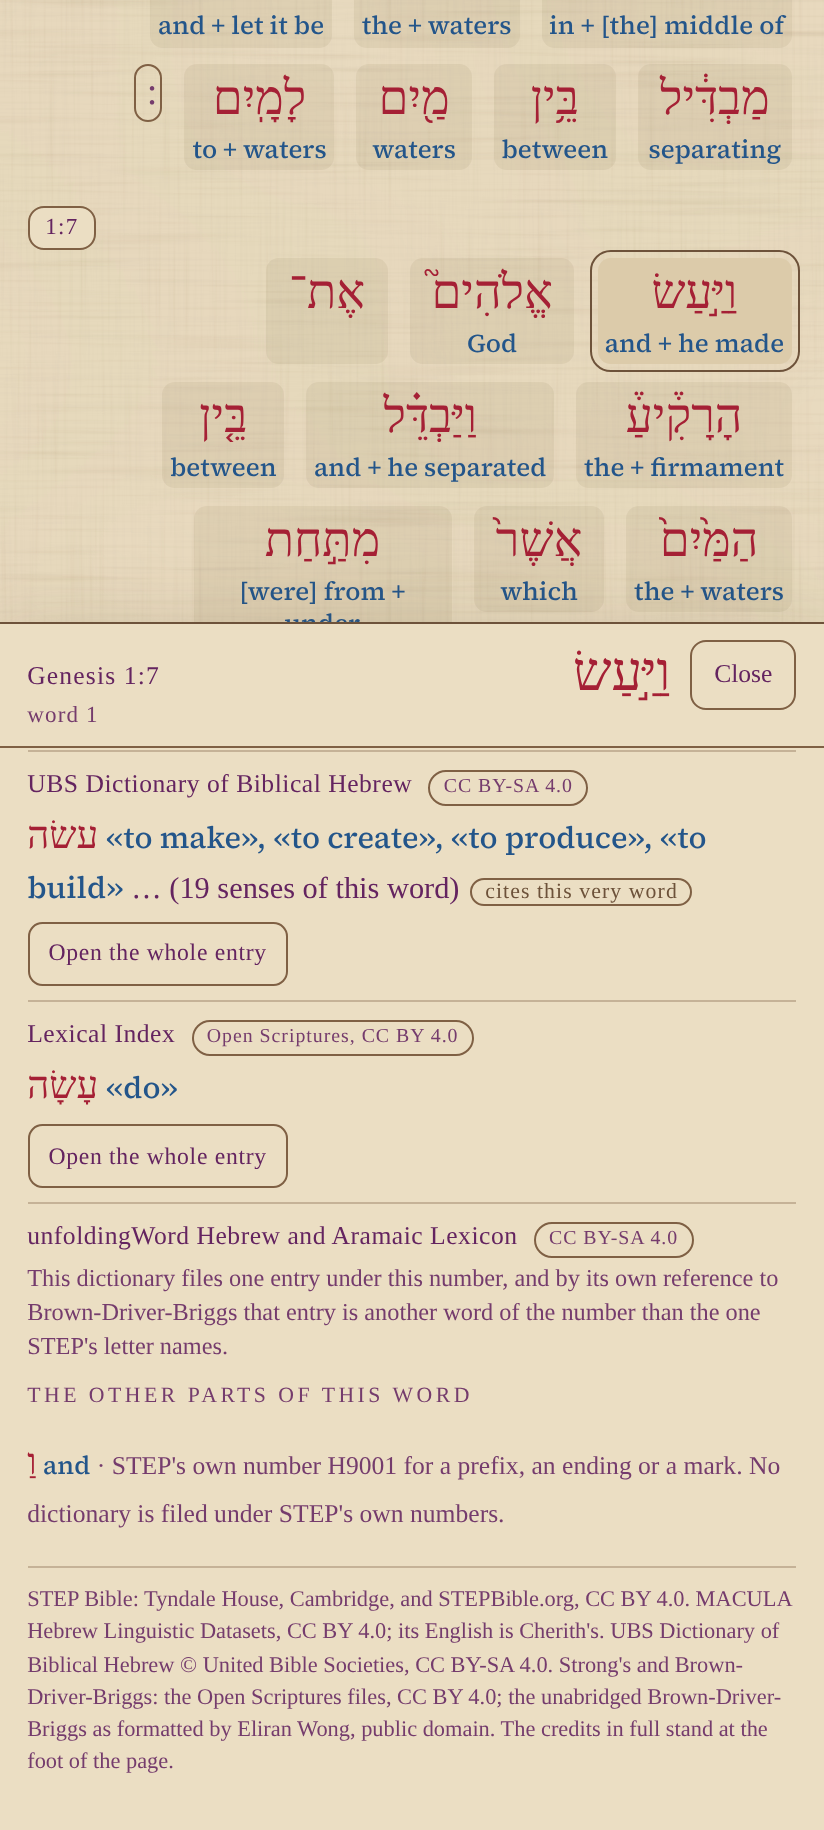 in + [the] middle of the + waters and + let it be
מַבְדִּ֔יל בֵּ֥ין מַ֖יִם לָמָֽיִם ׃
separating between waters to + waters
1:7
וַיַּ֣עַשׂ אֱלֹהִים֮ אֶת־
and + he made God
הָרָקִ֒יעַ֒ וַיַּבְדֵּ֗ל בֵּ֤ין
the + firmament and + he separated between
הַמַּ֙יִם֙ אֲשֶׁר֙ מִתַּ֣חַת
the + waters which [were] from +
under
וַיַּ֣עַשׂ Close
Genesis 1:7
word 1
UBS Dictionary of Biblical Hebrew CC BY-SA 4.0
עשׂה «to make», «to create», «to produce», «to
build» … (19 senses of this word) cites this very word
Open the whole entry
Lexical Index Open Scriptures, CC BY 4.0
עָשָׂה «do»
Open the whole entry
unfoldingWord Hebrew and Aramaic Lexicon CC BY-SA 4.0
This dictionary files one entry under this number, and by its own reference to
Brown-Driver-Briggs that entry is another word of the number than the one
STEP's letter names.
THE OTHER PARTS OF THIS WORD
וַ and · STEP's own number H9001 for a prefix, an ending or a mark. No
dictionary is filed under STEP's own numbers.
STEP Bible: Tyndale House, Cambridge, and STEPBible.org, CC BY 4.0. MACULA
Hebrew Linguistic Datasets, CC BY 4.0; its English is Cherith's. UBS Dictionary of
Biblical Hebrew © United Bible Societies, CC BY-SA 4.0. Strong's and Brown-
Driver-Briggs: the Open Scriptures files, CC BY 4.0; the unabridged Brown-Driver-
Briggs as formatted by Eliran Wong, public domain. The credits in full stand at the
foot of the page.